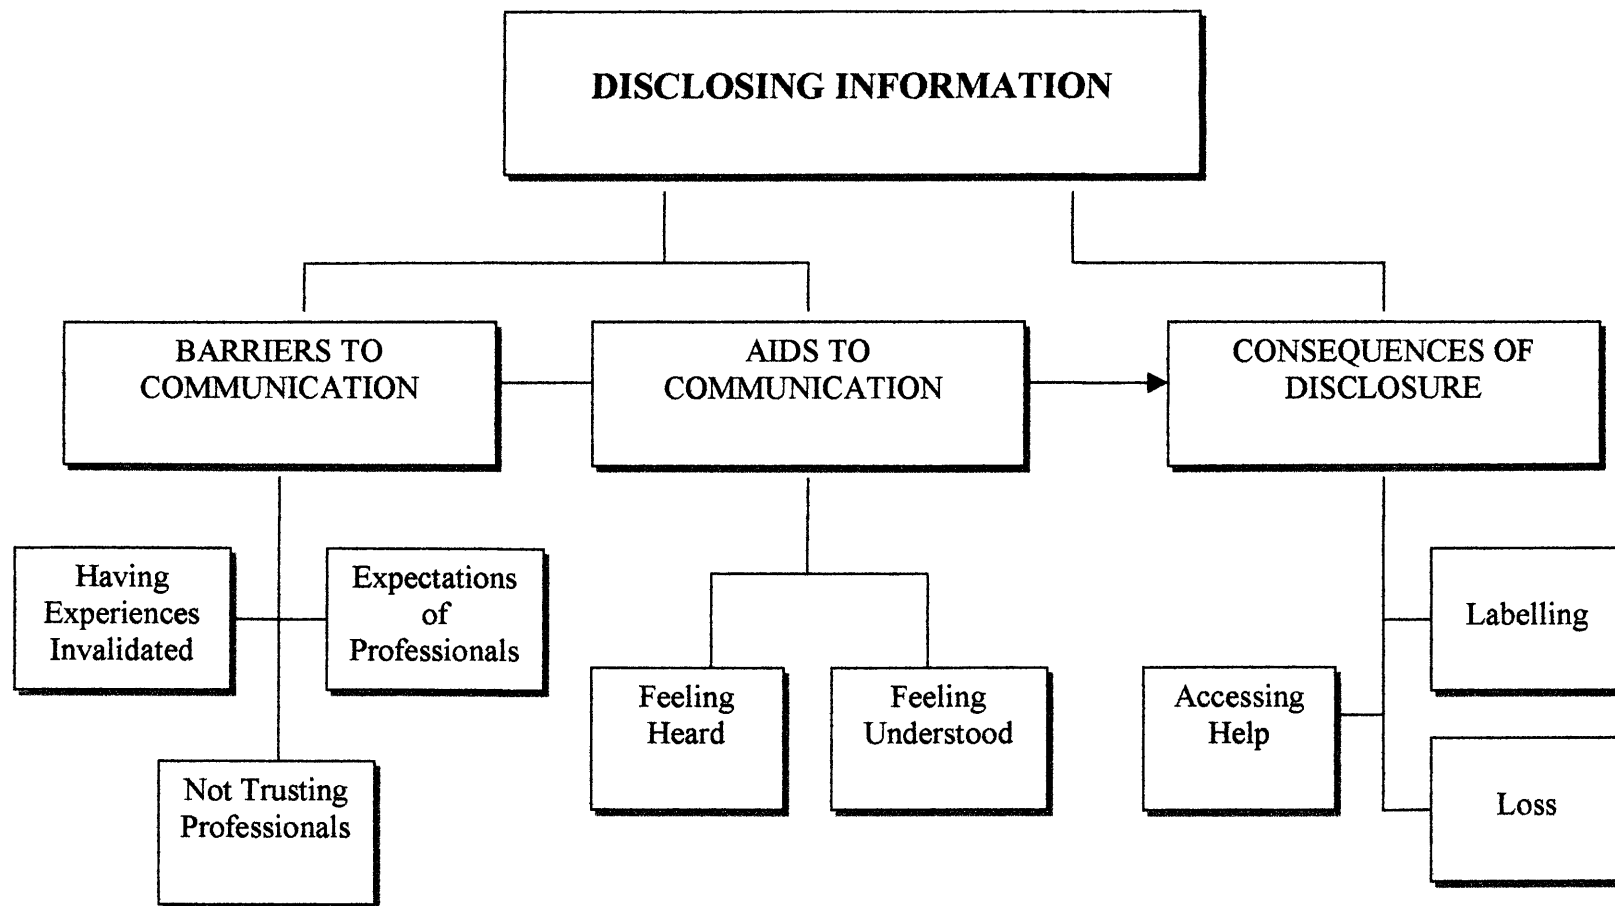 DISCLOSING INFORMATION
BARRIERS TO
COMMUNICATION
AIDS TO
COMMUNICATION
CONSEQUENCES OF
DISCLOSURE
Having
Experiences
Invalidated
Expectations
of
Professionals
Not Trusting
Professionals
Feeling
Heard
Feeling
Understood
Accessing
Help
Labelling
Loss